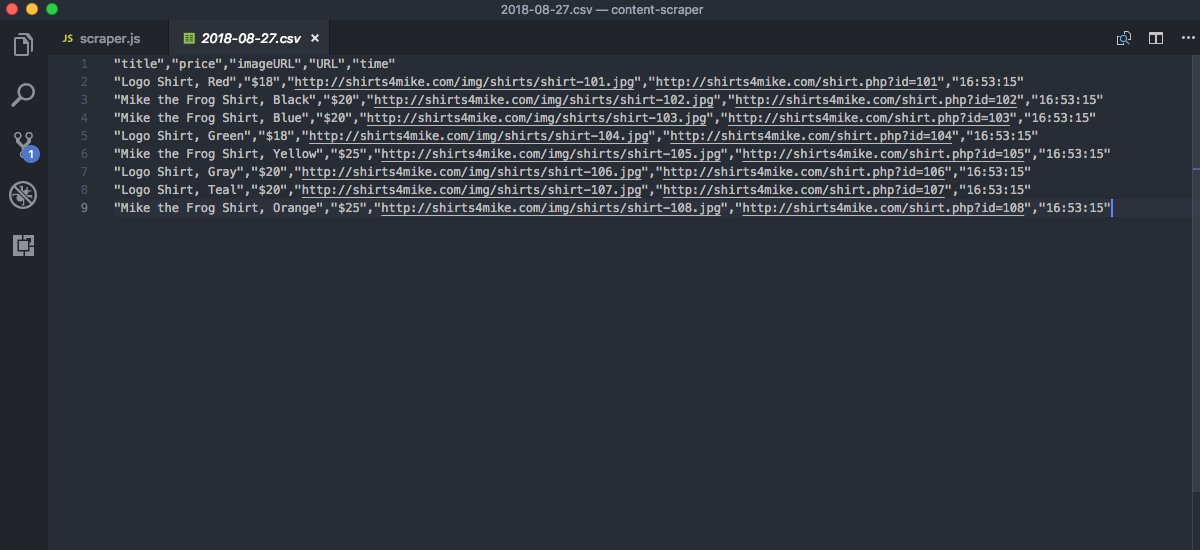 2018-08-27.csv — content-scraper
JS scraper.js 2018-08-27.csv ×
1 "title","price","imageURL","URL","time"
2 "Logo Shirt, Red","$18","http://shirts4mike.com/img/shirts/shirt-101.jpg","http://shirts4mike.com/shirt.php?id=101","16:53:15"
3 "Mike the Frog Shirt, Black","$20","http://shirts4mike.com/img/shirts/shirt-102.jpg","http://shirts4mike.com/shirt.php?id=102","16:53:15"
4 "Mike the Frog Shirt, Blue","$20","http://shirts4mike.com/img/shirts/shirt-103.jpg","http://shirts4mike.com/shirt.php?id=103","16:53:15"
5 "Logo Shirt, Green","$18","http://shirts4mike.com/img/shirts/shirt-104.jpg","http://shirts4mike.com/shirt.php?id=104","16:53:15"
6 "Mike the Frog Shirt, Yellow","$25","http://shirts4mike.com/img/shirts/shirt-105.jpg","http://shirts4mike.com/shirt.php?id=105","16:53:15"
7 "Logo Shirt, Gray","$20","http://shirts4mike.com/img/shirts/shirt-106.jpg","http://shirts4mike.com/shirt.php?id=106","16:53:15"
8 "Logo Shirt, Teal","$20","http://shirts4mike.com/img/shirts/shirt-107.jpg","http://shirts4mike.com/shirt.php?id=107","16:53:15"
9 "Mike the Frog Shirt, Orange","$25","http://shirts4mike.com/img/shirts/shirt-108.jpg","http://shirts4mike.com/shirt.php?id=108","16:53:15"
1